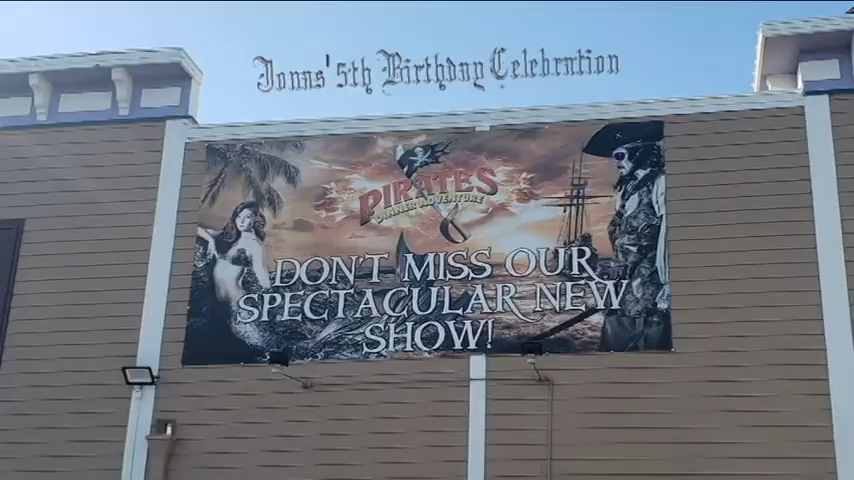 Jonas' 5th Birthday Celebration
PIRATES
DINNER ADVENTURE
DON'T MISS OUR
SPECTACULAR NEW
SHOW!